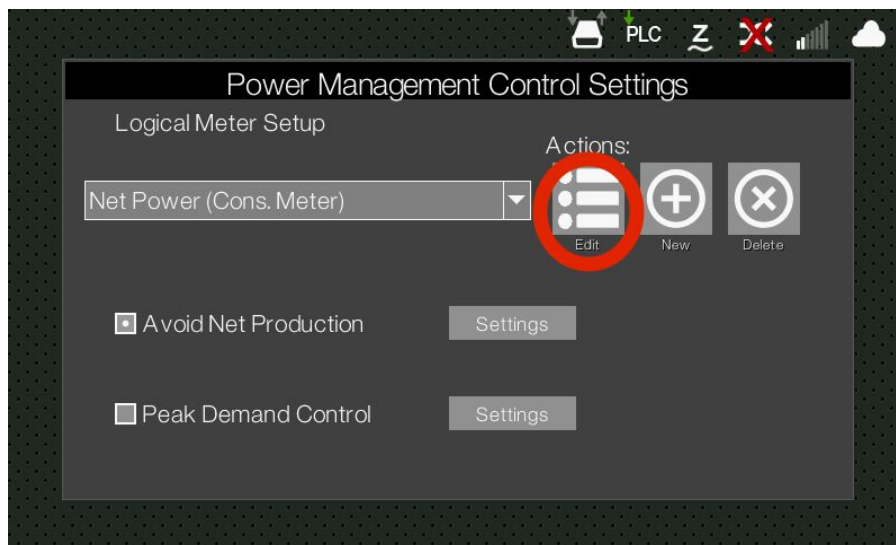 PLC Z
Power Management Control Settings
Logical Meter Setup
Actions:
Net Power (Cons. Meter)
Edit New Delete
Avoid Net Production Settings
Peak Demand Control Settings